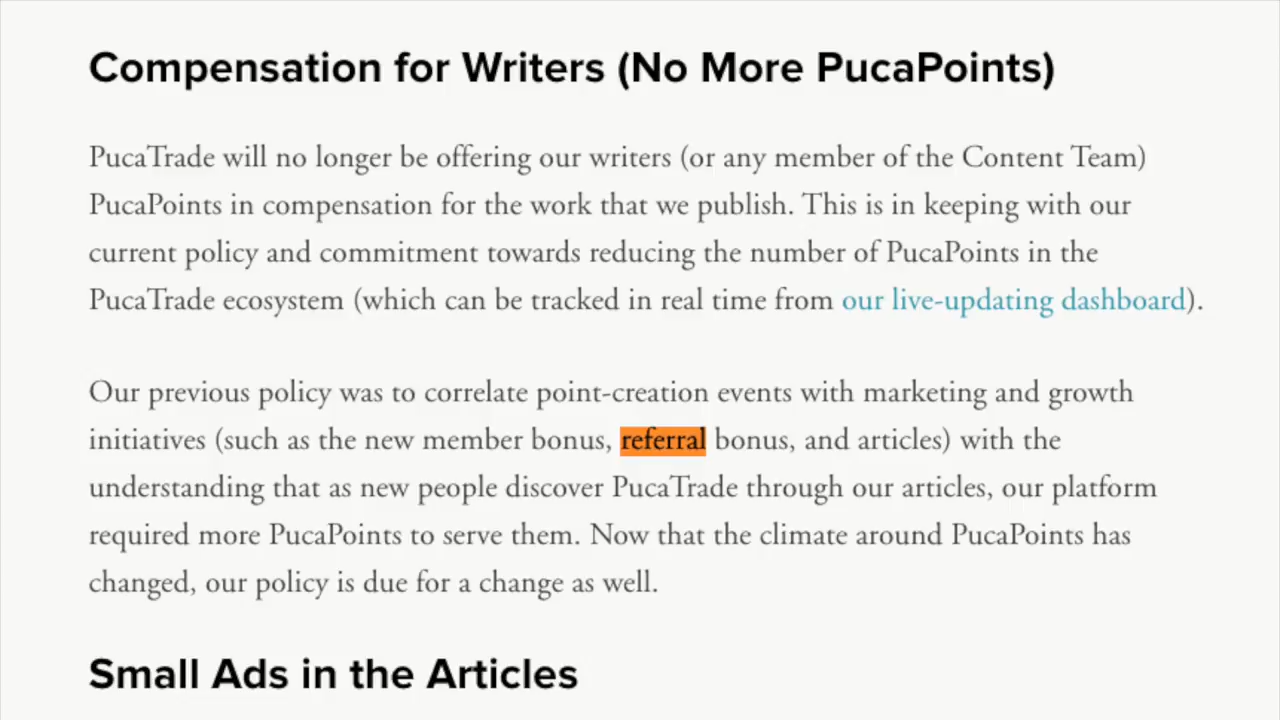 Compensation for Writers (No More PucaPoints)
PucaTrade will no longer be offering our writers (or any member of the Content Team)
PucaPoints in compensation for the work that we publish. This is in keeping with our
current policy and commitment towards reducing the number of PucaPoints in the
PucaTrade ecosystem (which can be tracked in real time from our live-updating dashboard).
Our previous policy was to correlate point-creation events with marketing and growth
initiatives (such as the new member bonus, referral bonus, and articles) with the
understanding that as new people discover PucaTrade through our articles, our platform
required more PucaPoints to serve them. Now that the climate around PucaPoints has
changed, our policy is due for a change as well.
Small Ads in the Articles